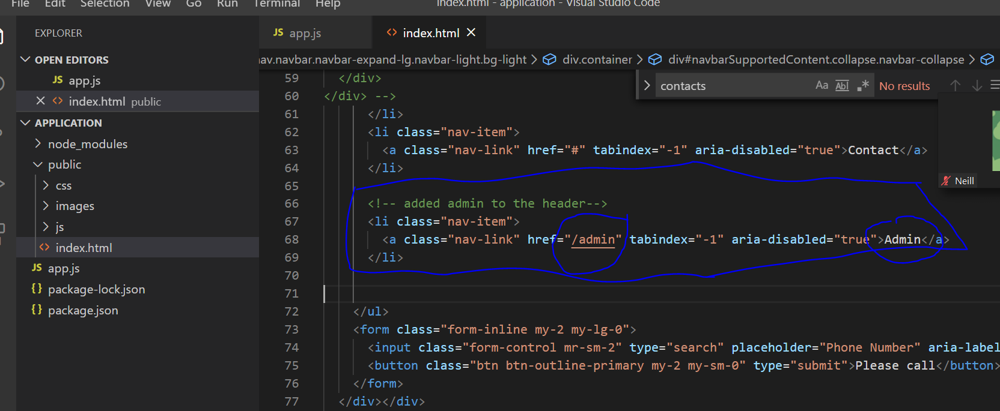 File Edit Selection View Go Run Terminal Help index.html - application - Visual Studio Code
EXPLORER
OPEN EDITORS
JS app.js
index.html public
APPLICATION
node_modules
public
css
images
js
index.html
JS app.js
{} package-lock.json
{} package.json
JS app.js <> index.html
nav.navbar.navbar-expand-lg.navbar-light.bg-light > div.container > div#navbarSupportedContent.collapse.navbar-collapse >
contacts Aa Abl .* No results
59 </div>
60 </div> -->
61 </li>
62 <li class="nav-item">
63 <a class="nav-link" href="#" tabindex="-1" aria-disabled="true">Contact</a>
64 </li>
65
66 <!-- added admin to the header-->
67 <li class="nav-item">
68 <a class="nav-link" href="/admin" tabindex="-1" aria-disabled="true">Admin</a>
69 </li>
70
71
72 </ul>
73 <form class="form-inline my-2 my-lg-0">
74 <input class="form-control mr-sm-2" type="search" placeholder="Phone Number" aria-label
75 <button class="btn btn-outline-primary my-2 my-sm-0" type="submit">Please call</button>
76 </form>
77 </div></div>
Neill